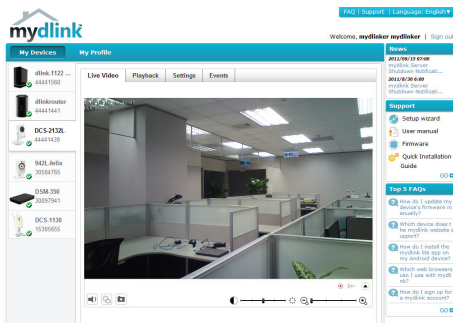 FAQ | Support | Language: English
mydlink
Welcome, mydlinker mydlinker | Sign out
My Devices
My Profile
dlink.1122 ...
44441560
dlinkrouter
44441441
DCS-2132L
44441439
942L-felix
30504765
DSM-350
30097941
DCS-1130
15305655
Live Video
Playback
Settings
Events
News
2011/08/15 07:00
mydlink Server
Shutdown Notificati...
2011/8/30 6:00
mydlink Server
Shutdown Notificati...
Support
Setup wizard
User manual
Firmware
Quick Installation
Guide
GO
Top 5 FAQs
How do I update my
device's firmware m
anually?
Which device does t
he mydlink website s
upport?
How do I install the
mydlink lite app on
my Android device?
Which web browsers
can I use with mydli
nk?
How do I sign up for
a mydlink account?
GO